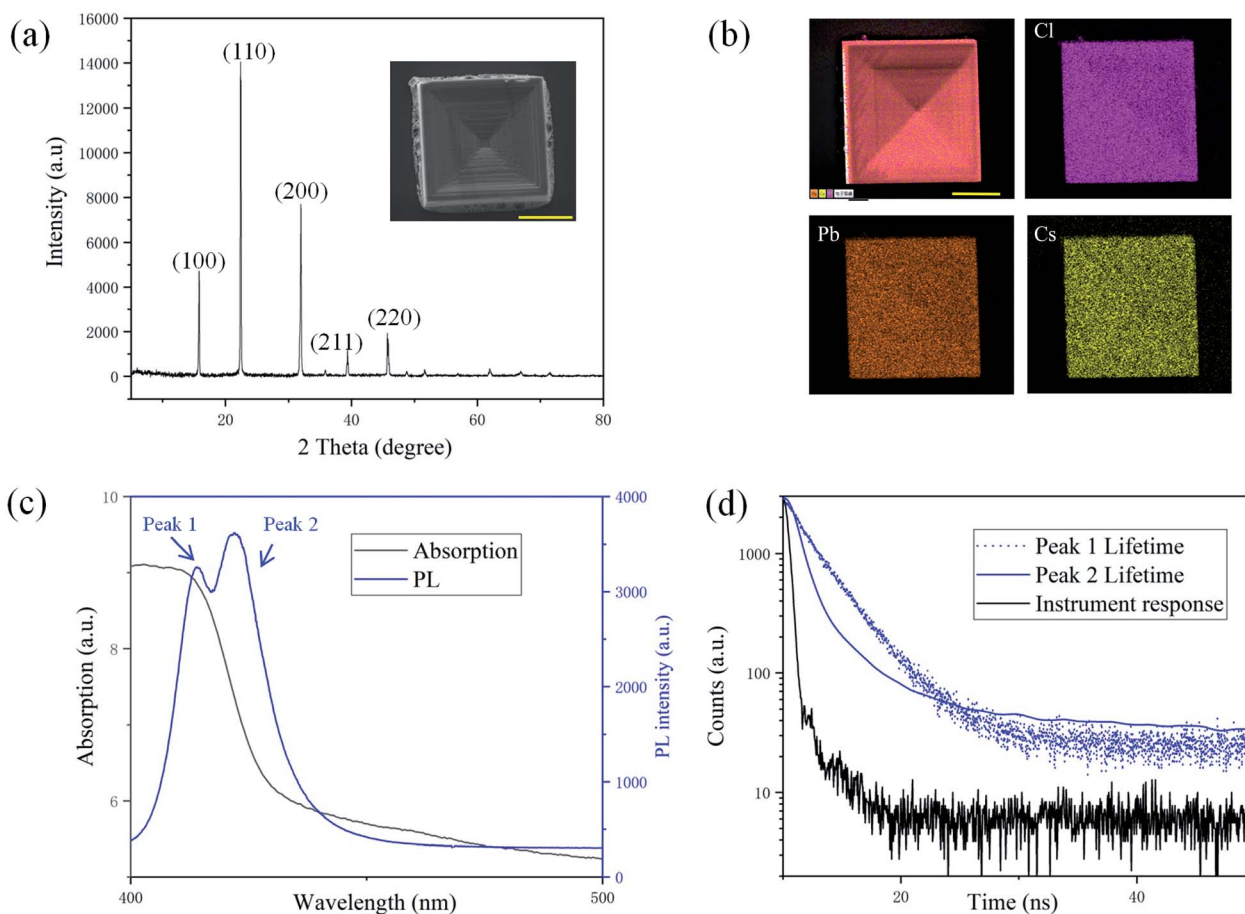 (a)
16000
14000
12000
10000
8000
6000
4000
2000
0
Intensity (a.u)
(100)
(110)
(200)
(211)
(220)
20
40
60
80
2 Theta (degree)
(b)
Cl
Pb
Cs
(c)
10
8
6
Absorption (a.u.)
Peak 1
Peak 2
Absorption
PL
4000
3000
2000
1000
0
PL intensity (a.u.)
400
500
Wavelength (nm)
(d)
1000
100
10
Counts (a.u.)
Peak 1 Lifetime
Peak 2 Lifetime
Instrument response
20
40
Time (ns)